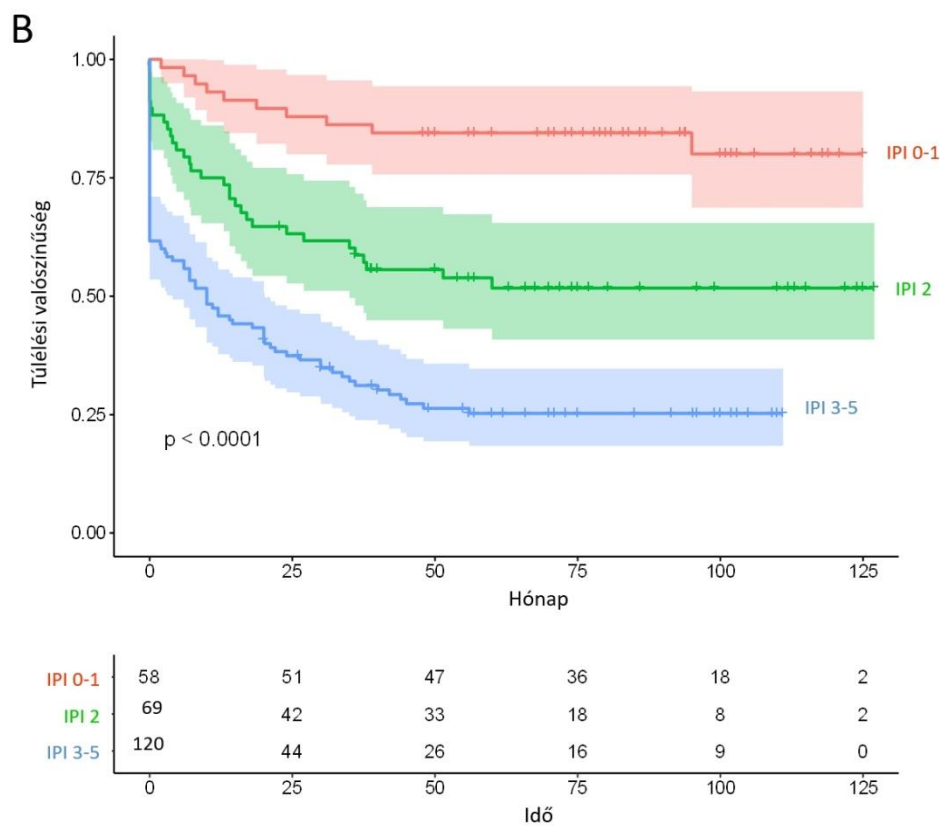 B
Túlélési valószínűség
1.00
0.75
0.50
0.25
0.00
IPI 0-1
IPI 2
IPI 3-5
p < 0.0001
0 25 50 75 100 125
Hónap
IPI 0-1 58 51 47 36 18 2
IPI 2 69 42 33 18 8 2
IPI 3-5 120 44 26 16 9 0
0 25 50 75 100 125
Idő